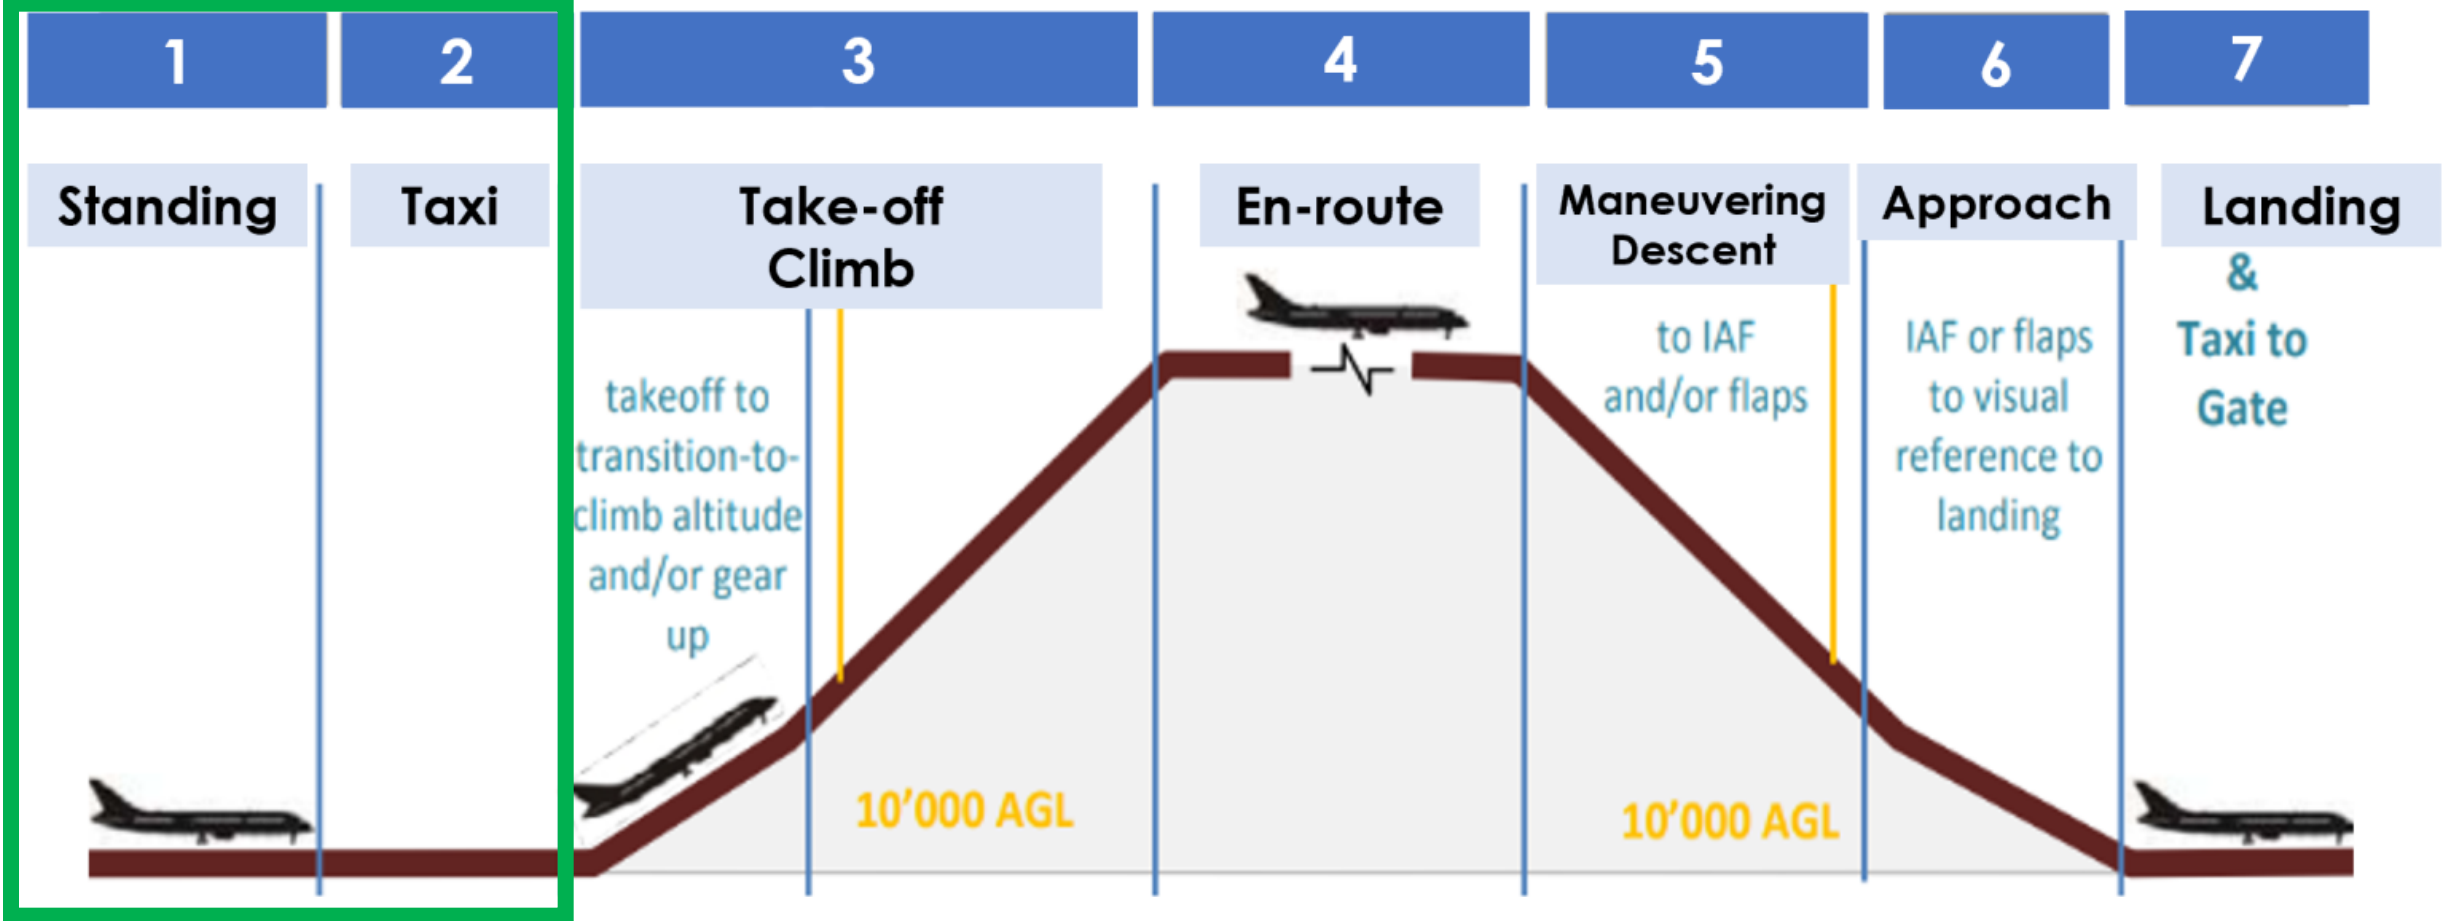 1
2
3
4
5
6
7
Standing
Taxi
Take-off
Climb
En-route
Maneuvering
Descent
Approach
Landing
&
Taxi to
Gate
takeoff to
transition-to-
climb altitude
and/or gear
up
to IAF
and/or flaps
IAF or flaps
to visual
reference to
landing
10’000 AGL
10’000 AGL